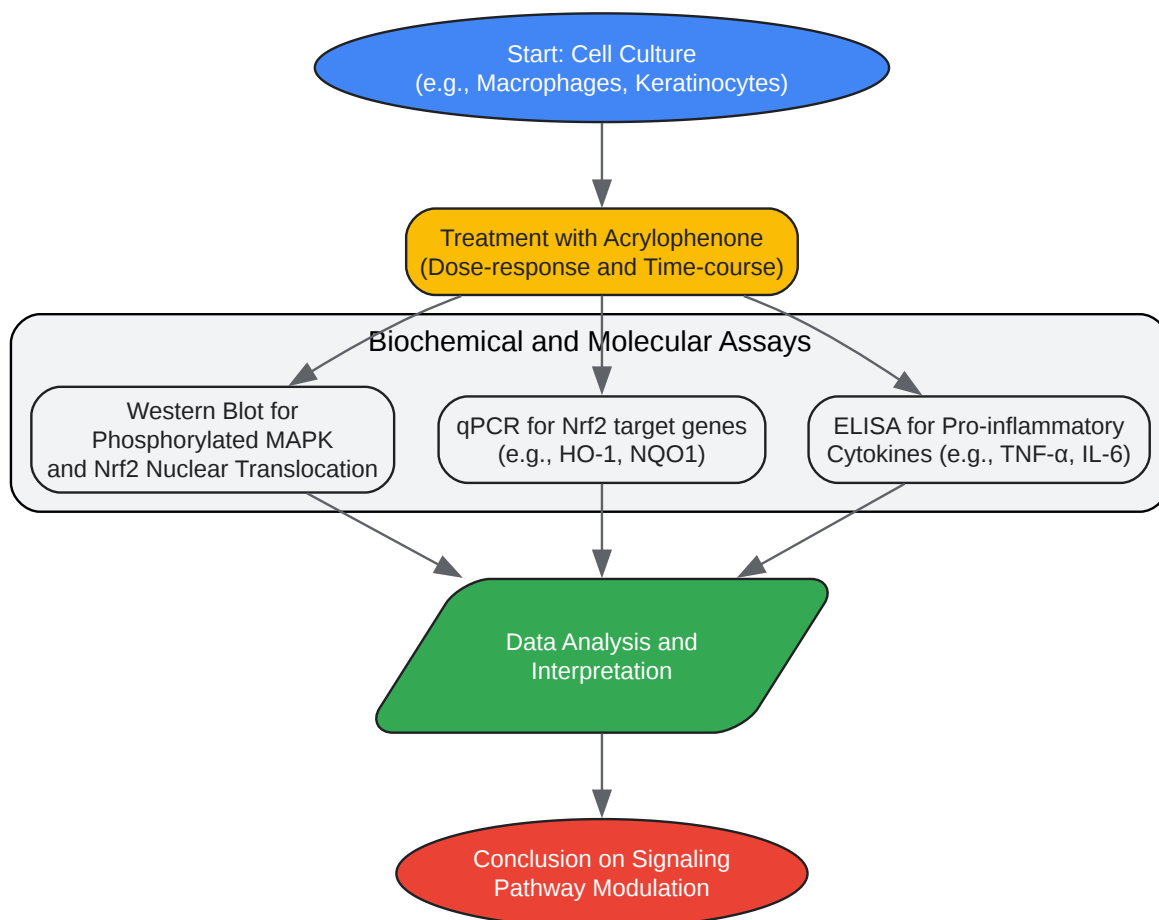 Start: Cell Culture
(e.g., Macrophages, Keratinocytes)
Treatment with Acrylophenone
(Dose-response and Time-course)
Biochemical and Molecular Assays
Western Blot for
Phosphorylated MAPK
and Nrf2 Nuclear Translocation
qPCR for Nrf2 target genes
(e.g., HO-1, NQO1)
ELISA for Pro-inflammatory
Cytokines (e.g., TNF-α, IL-6)
Data Analysis and
Interpretation
Conclusion on Signaling
Pathway Modulation